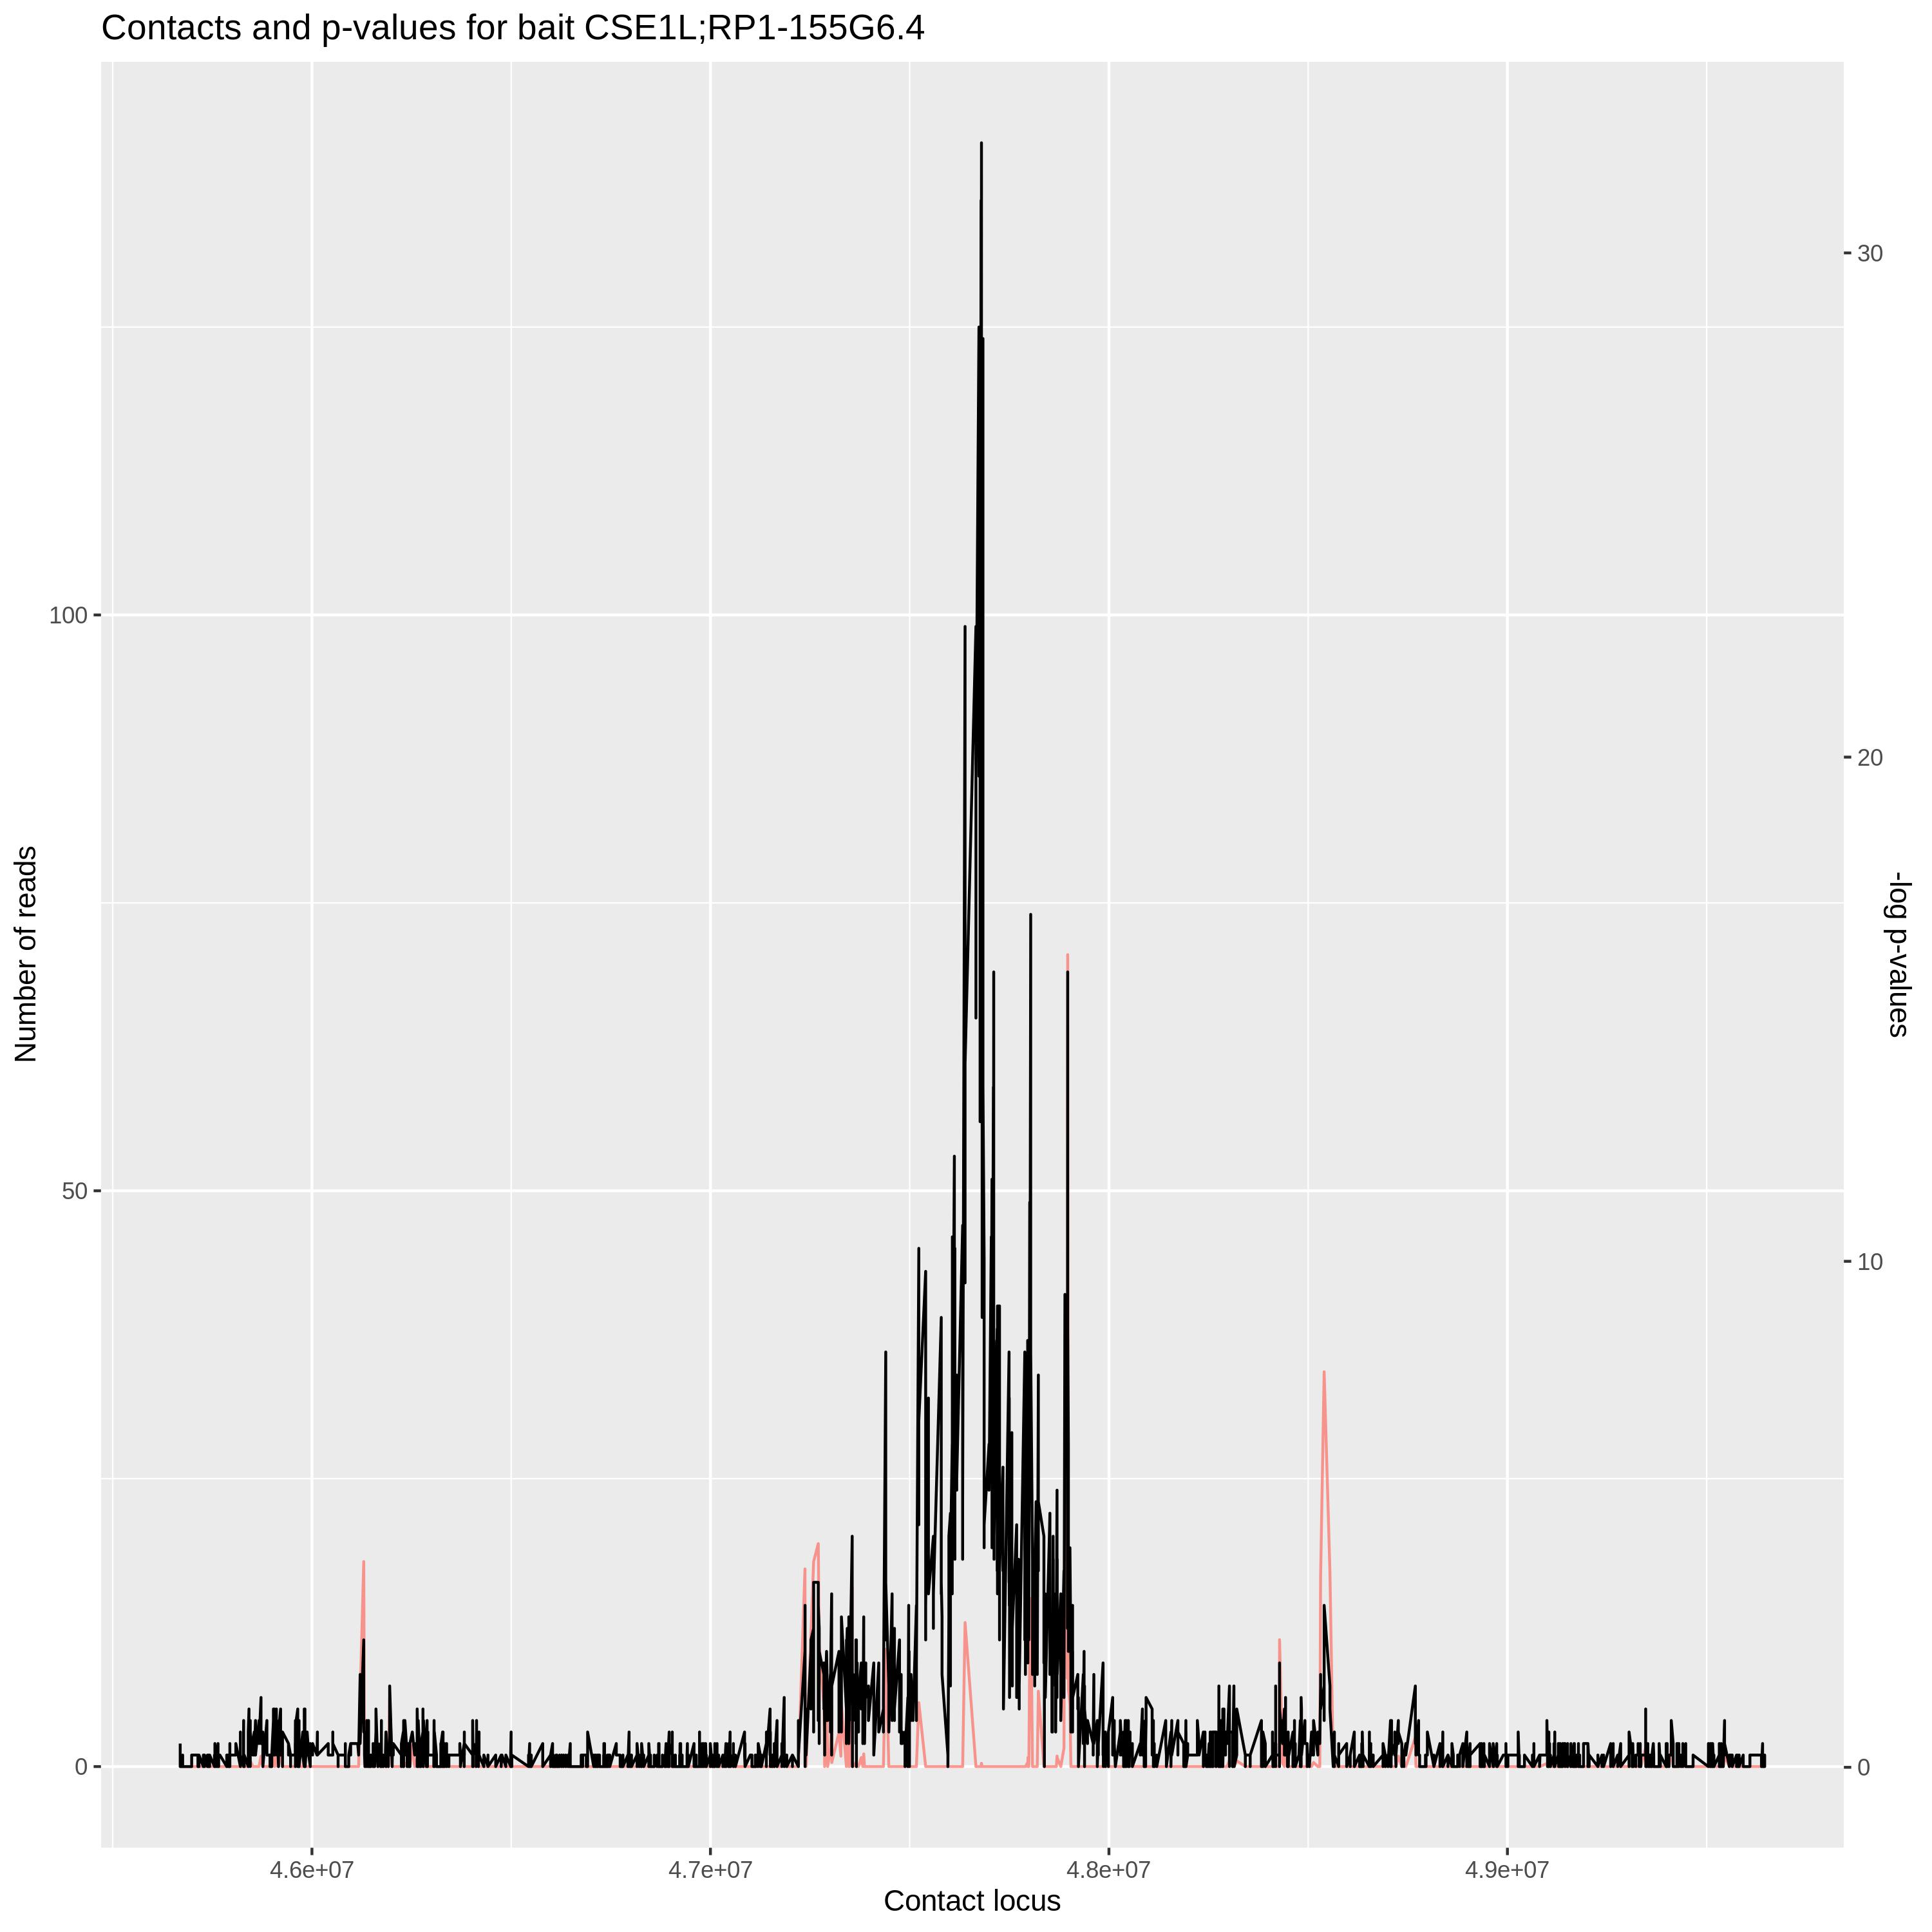 Contacts and p-values for bait CSE1L;RP1-155G6.4
Number of reads
100
50
0
30
20
10
0
-log p-values
4.6e+07
4.7e+07
4.8e+07
4.9e+07
Contact locus